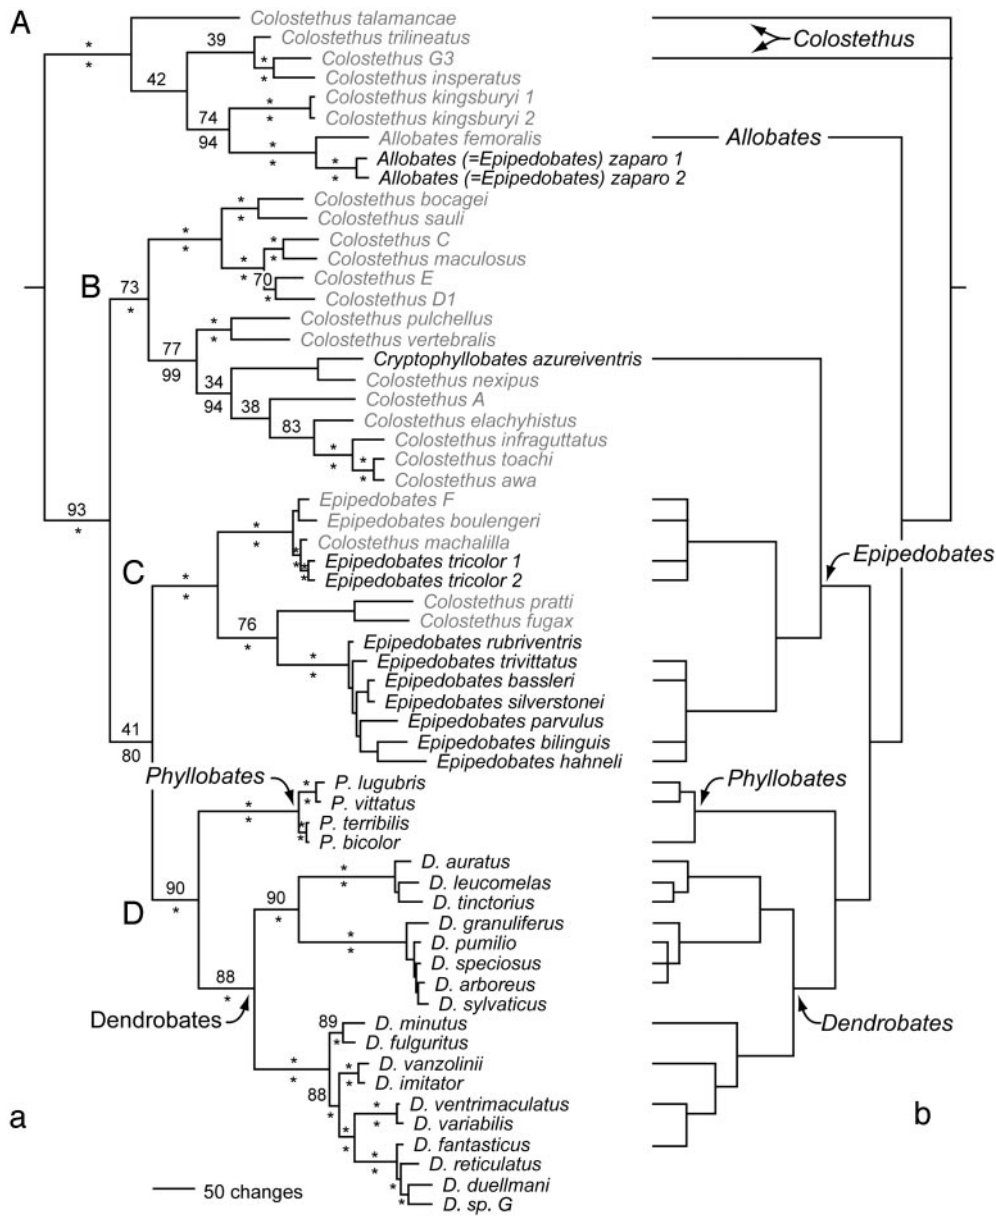 A
Colostethus talamancae
*
*
39
Colostethus trilineatus
Colostethus
*
*
Colostethus G3
Colostethus insperatus
42
*
*
Colostethus kingsburyi 1
Colostethus kingsburyi 2
74
94
*
*
Allobates femoralis
Allobates
*
*
Allobates (=Epipedobates) zaparo 1
Allobates (=Epipedobates) zaparo 2
*
*
Colostethus bocagei
Colostethus sauli
*
*
*
*
Colostethus C
Colostethus maculosus
*
*
B
73
*
70
*
Colostethus E
Colostethus D1
*
*
Colostethus pulchellus
Colostethus vertebralis
77
99
Cryptophyllobates azureiventris
Colostethus nexipus
34
94
38
Colostethus A
83
Colostethus elachyhistus
*
*
Colostethus infraguttatus
*
*
Colostethus toachi
Colostethus awa
93
*
Epipedobates F
*
*
Epipedobates boulengeri
Colostethus machalilla
*
*
*
*
Epipedobates tricolor 1
Epipedobates tricolor 2
Epipedobates
C
*
*
Colostethus pratti
Colostethus fugax
76
*
*
*
Epipedobates rubriventris
Epipedobates trivittatus
Epipedobates bassleri
Epipedobates silverstonei
Epipedobates parvulus
Epipedobates bilinguis
Epipedobates hahneli
41
80
Phyllobates
*
*
*
*
P. lugubris
P. vittatus
Phyllobates
*
*
P. terribilis
P. bicolor
D
90
*
*
*
D. auratus
D. leucomelas
D. tinctorius
90
*
*
D. granuliferus
D. pumilio
D. speciosus
D. arboreus
D. sylvaticus
88
*
Dendrobates
Dendrobates
89
*
D. minutus
D. fulguritus
*
*
88
*
*
*
D. vanzolinii
D. imitator
*
*
*
*
D. ventrimaculatus
D. variabilis
*
*
D. fantasticus
*
*
D. reticulatus
D. duellmani
D. sp. G
a
b
50 changes